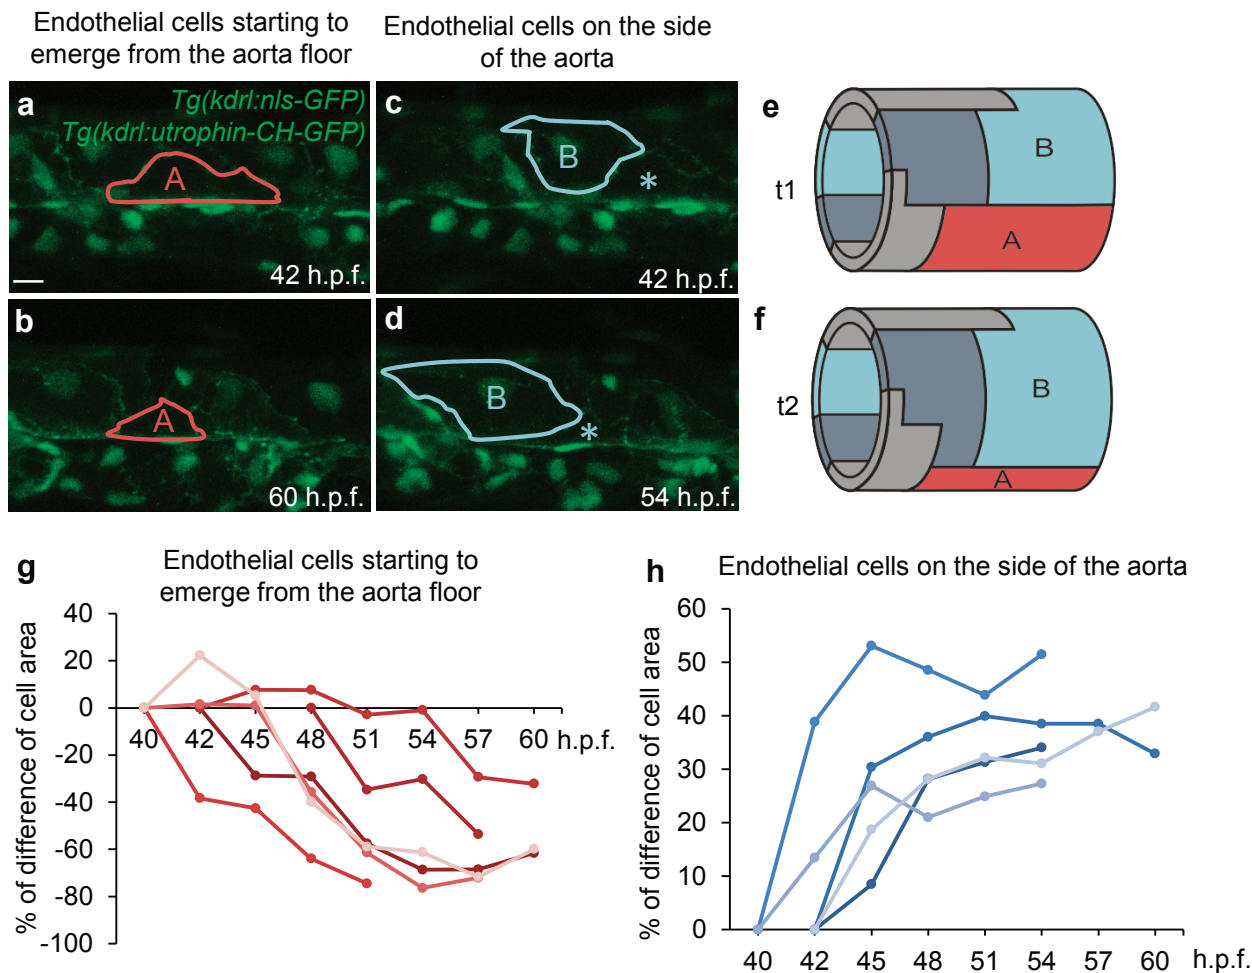 Endothelial cells starting to
emerge from the aorta floor
Endothelial cells on the side
of the aorta
a
Tg(kdrl:nls-GFP)
Tg(kdrl:utrophin-CH-GFP)
A
42 h.p.f.
c
B
*
42 h.p.f.
b
A
60 h.p.f.
d
B
*
54 h.p.f.
e
t1
B
A
f
t2
B
A
g
Endothelial cells starting to
emerge from the aorta floor
% of difference of cell area
40
20
0
-20
-40
-60
-80
-100
40 42 45 48 51 54 57 60 h.p.f.
h
Endothelial cells on the side of the aorta
% of difference of cell area
60
50
40
30
20
10
0
40 42 45 48 51 54 57 60 h.p.f.